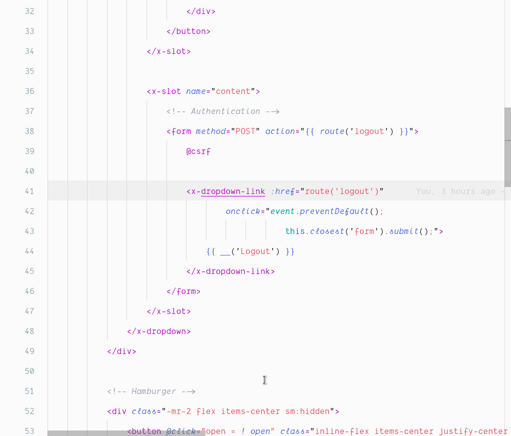 32 </div>
33 </button>
34 </x-slot>
35
36 <x-slot name="content">
37 <!-- Authentication -->
38 <form method="POST" action="{{ route('logout') }}">
39 @csrf
40
41 <x-dropdown-link :href="route('logout')" You, 3 hours ago
42 onclick="event.preventDefault();
43 this.closest('form').submit();">
44 {{ __('Logout') }}
45 </x-dropdown-link>
46 </form>
47 </x-slot>
48 </x-dropdown>
49 </div>
50
51 <!-- Hamburger -->
52 <div class="-mr-2 flex items-center sm:hidden">
53 <button @click="open = ! open" class="inline-flex items-center justify-center